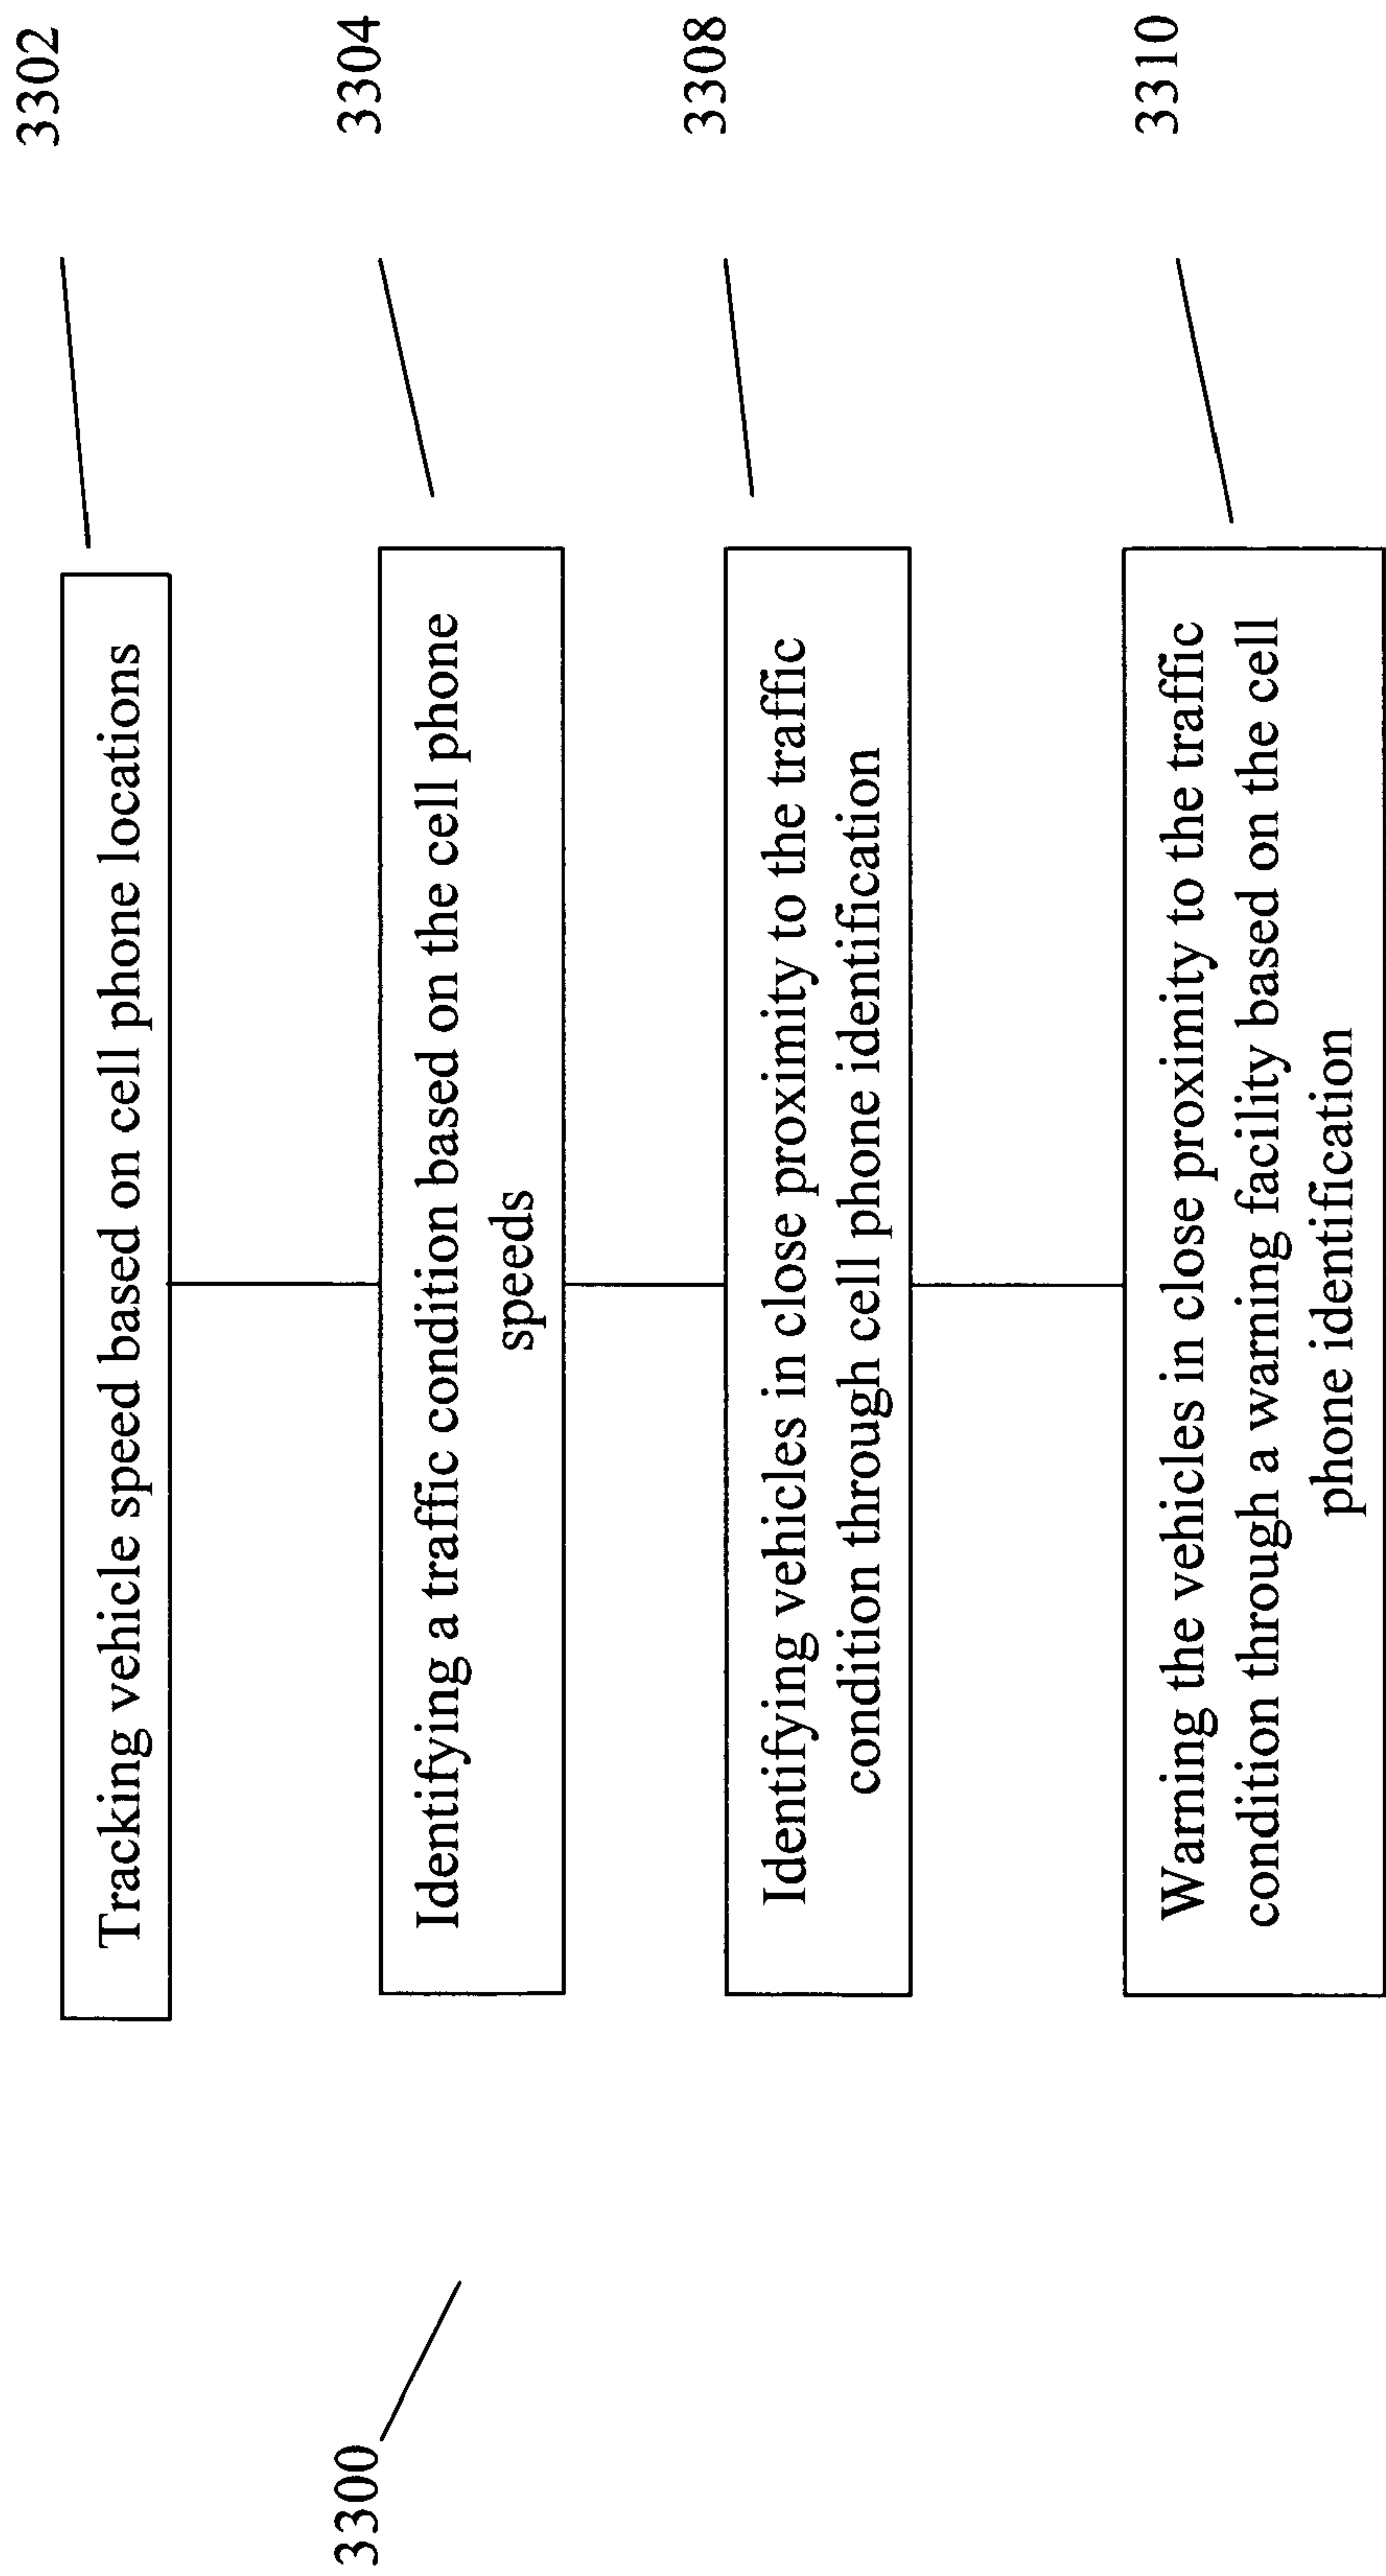 3302
Tracking vehicle speed based on cell phone locations
3304
Identifying a traffic condition based on the cell phone
speeds
3300
3308
Identifying vehicles in close proximity to the traffic
condition through cell phone identification
3310
Warning the vehicles in close proximity to the traffic
condition through a warning facility based on the cell
phone identification